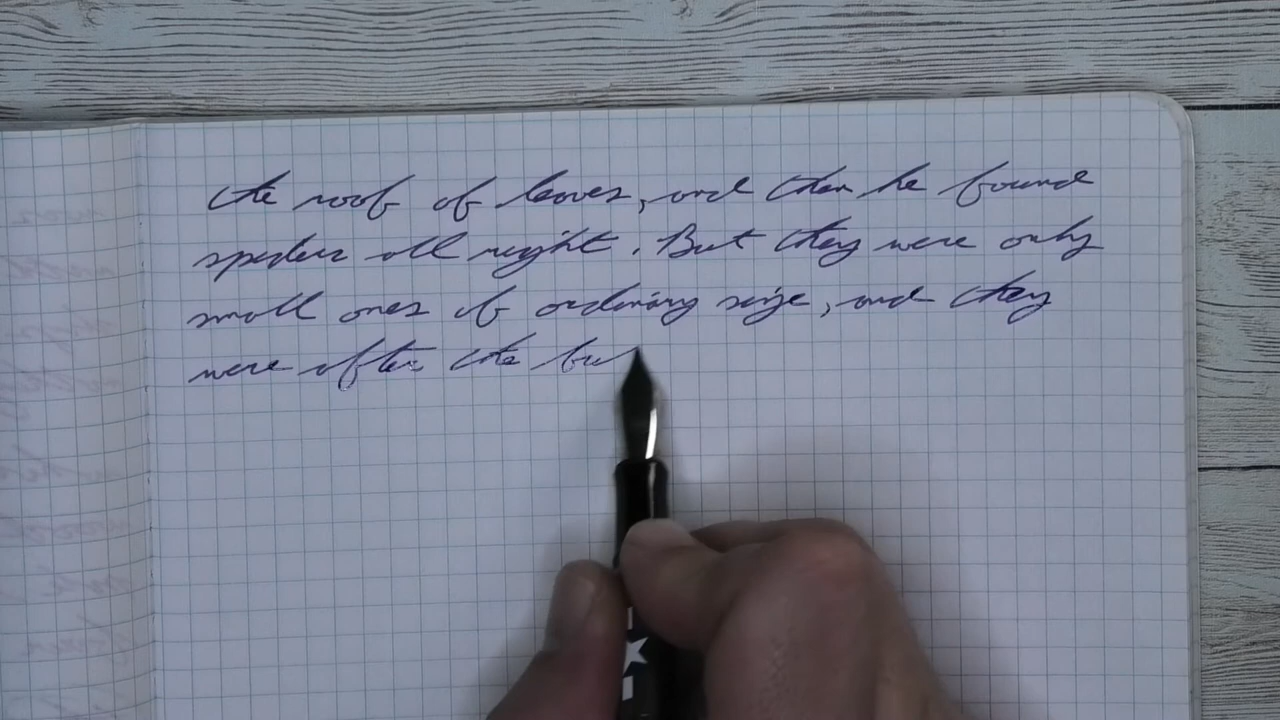 the roof of leaves, and then he found
spiders all right. But they were only
small ones of ordinary size, and they
were after the bu